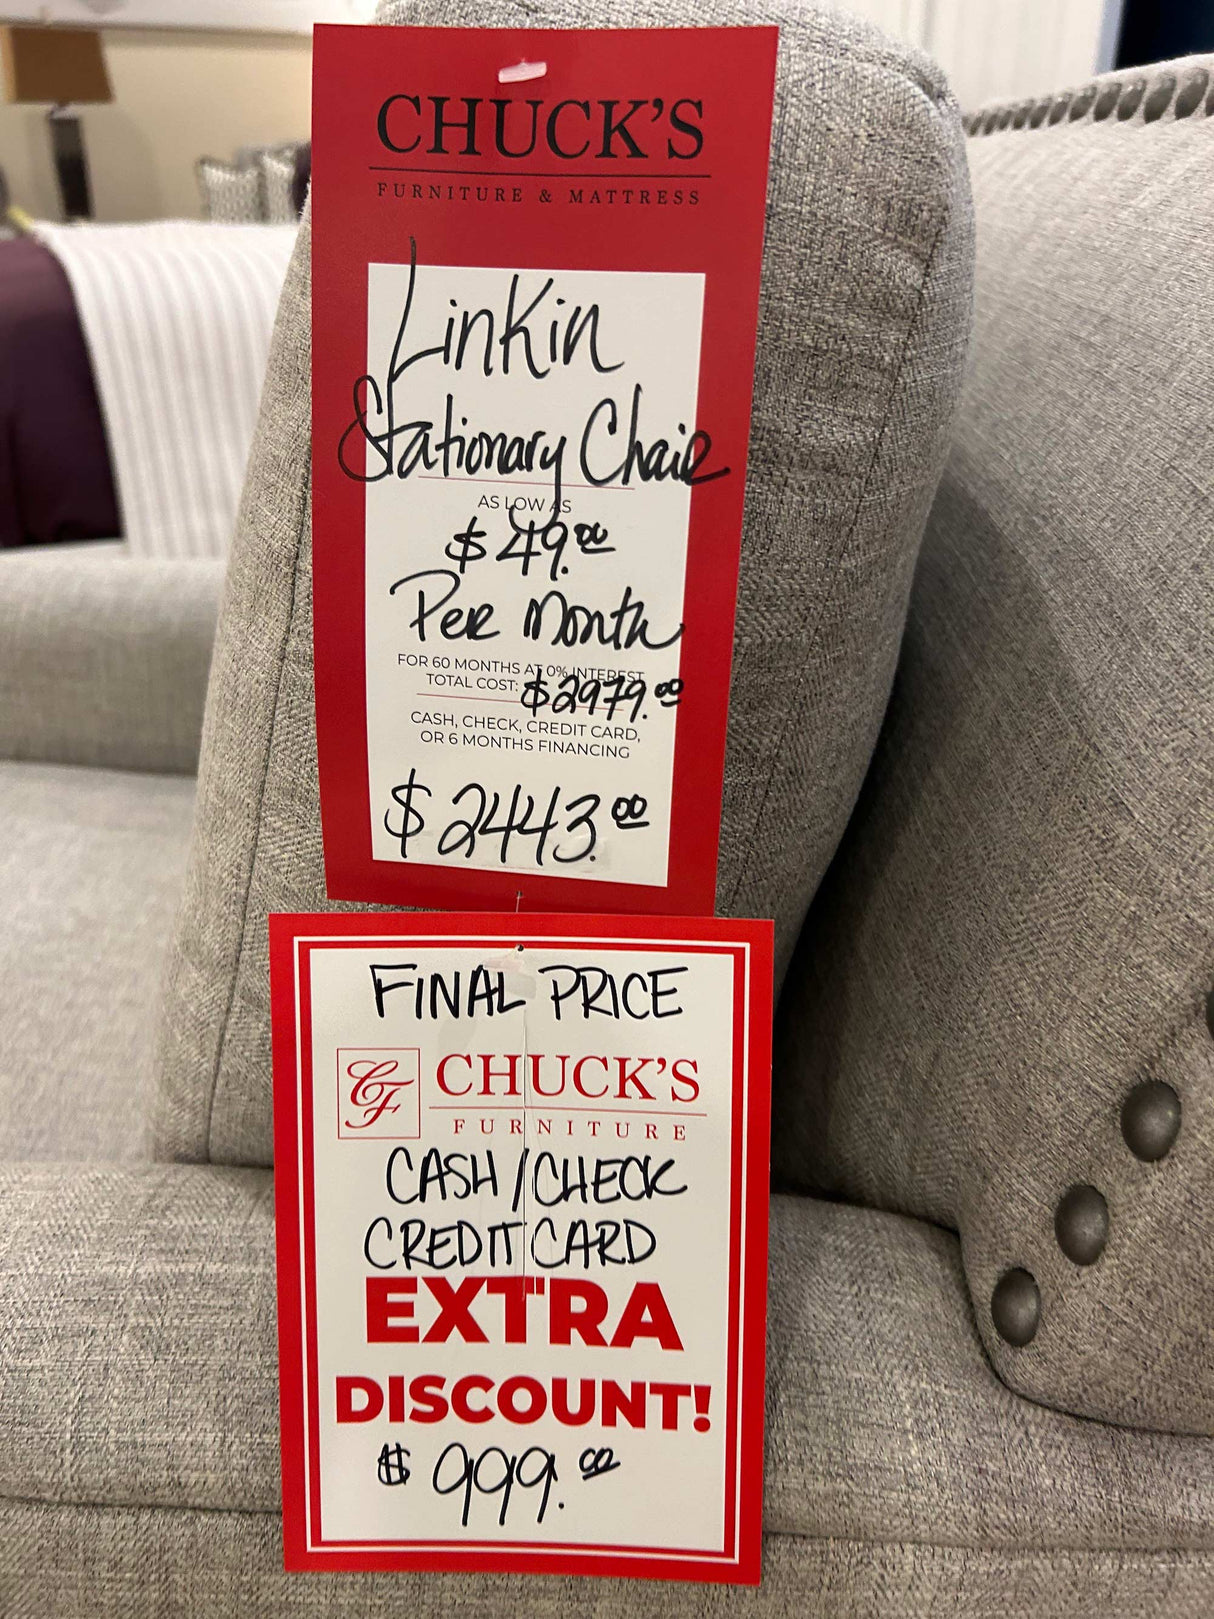 CHUCK'S
FURNITURE & MATTRESS
LinKin
Stationary Chair
AS LOW AS
$49.00
Per Month
FOR 60 MONTHS AT 0% INTEREST
TOTAL COST: $2979.00
CASH, CHECK, CREDIT CARD,
OR 6 MONTHS FINANCING
$2443.00
FINAL PRICE
CF CHUCK'S
FURNITURE
CASH/CHECK
CREDIT CARD
EXTRA
DISCOUNT!
$999.00